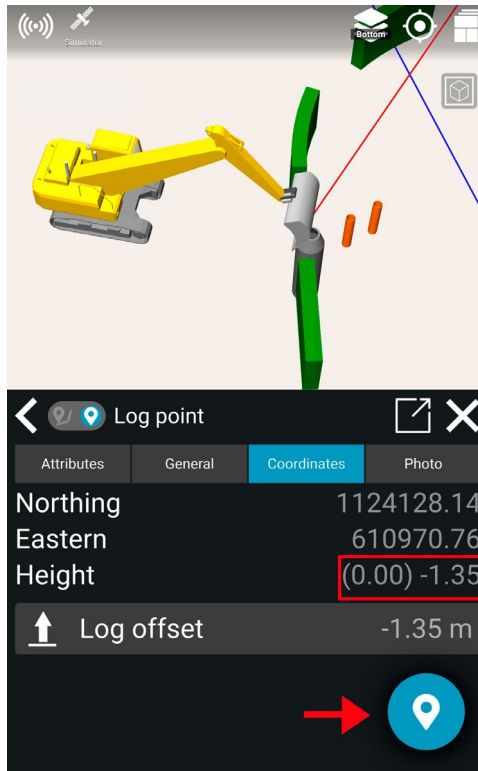 Simulator
Bottom
Log point
Attributes General Coordinates Photo
Northing 1124128.14
Eastern 610970.76
Height (0.00) -1.35
Log offset -1.35 m